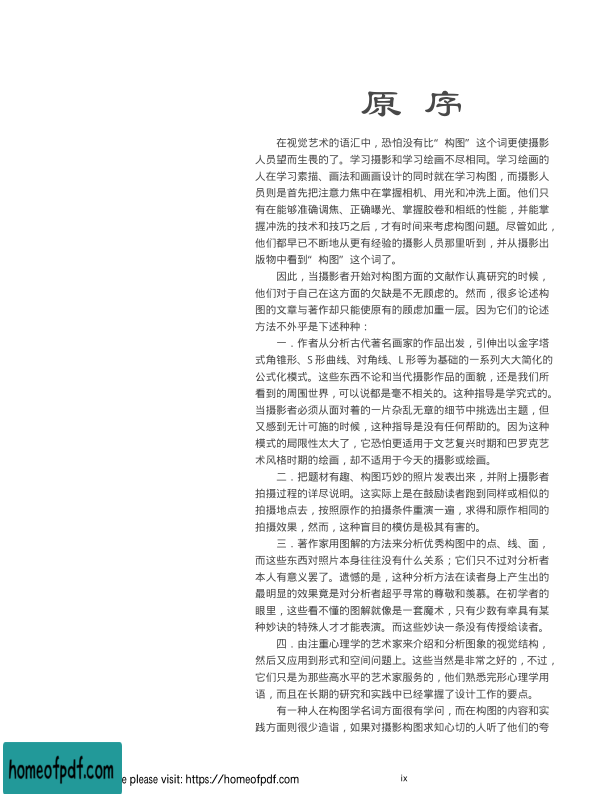 原 序
在视觉艺术的语汇中，恐怕没有比“构图”这个词更使摄影
人员望而生畏的了。学习摄影和学习绘画不尽相同。学习绘画的
人在学习素描、画法和画画设计的同时就在学习构图，而摄影人
员则是首先把注意力焦中在掌握相机、用光和冲洗上面。他们只
有在能够准确调焦、正确曝光、掌握胶卷和相纸的性能，并能掌
握冲洗的技术和技巧之后，才有时间来考虑构图问题。尽管如此，
他们都早已不断地从更有经验的摄影人员那里听到，并从摄影出
版物中看到“构图”这个词了。
因此，当摄影者开始对构图方面的文献作认真研究的时候，
他们对于自己在这方面的欠缺是不无顾虑的。然而，很多论述构
图的文章与著作却只能使原有的顾虑加重一层。因为它们的论述
方法不外乎是下述种种：
一．作者从分析古代著名画家的作品出发，引伸出以金字塔
式角锥形、S 形曲线、对角线、L 形等为基础的一系列大大简化的
公式化模式。这些东西不论和当代摄影作品的面貌，还是我们所
看到的周围世界，可以说都是毫不相关的。这种指导是学究式的。
当摄影者必须从面对着的一片杂乱无章的细节中挑选出主题，但
又感到无计可施的时候，这种指导是没有任何帮助的。因为这种
模式的局限性太大了，它恐怕更适用于文艺复兴时期和巴罗克艺
术风格时期的绘画，却不适用于今天的摄影或绘画。
二．把题材有趣、构图巧妙的照片发表出来，并附上摄影者
拍摄过程的详尽说明。这实际上是在鼓励读者跑到同样或相似的
拍摄地点去，按照原作的拍摄条件重演一遍，求得和原作相同的
拍摄效果，然而，这种盲目的模仿是极其有害的。
三．著作家用图解的方法来分析优秀构图中的点、线、面，
而这些东西对照片本身往往没有什么关系；它们只不过对分析者
本人有意义罢了。遗憾的是，这种分析方法在读者身上产生出的
最明显的效果竟是对分析者超乎寻常的尊敬和羡慕。在初学者的
眼里，这些看不懂的图解就像是一套魔术，只有少数有幸具有某
种妙诀的特殊人才才能表演。而这些妙诀一条没有传授给读者。
四．由注重心理学的艺术家来介绍和分析图象的视觉结构，
然后又应用到形式和空间问题上。这些当然是非常之好的，不过，
它们只是为那些高水平的艺术家服务的，他们熟悉完形心理学用
语，而且在长期的研究和实践中已经掌握了设计工作的要点。
有一种人在构图学名词方面很有学问，而在构图的内容和实
践方面则很少造诣，如果对摄影构图求知心切的人听了他们的夸
homeofpdf.com
e please visit: https://homeofpdf.com
ix